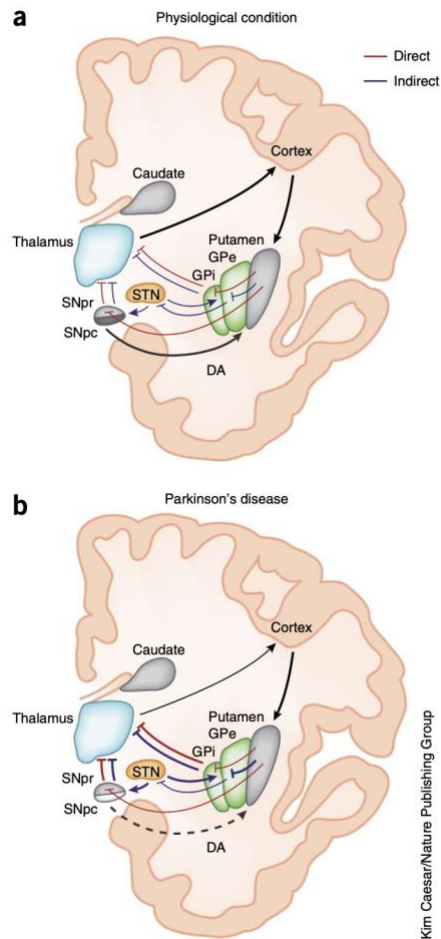 a
Physiological condition
Direct
Indirect
Cortex
Caudate
Thalamus
Putamen
GPe
GPi
STN
SNpr
SNpc
DA
b
Parkinson's disease
Cortex
Caudate
Thalamus
Putamen
GPe
GPi
STN
SNpr
SNpc
DA
Kim Caesar/Nature Publishing Group